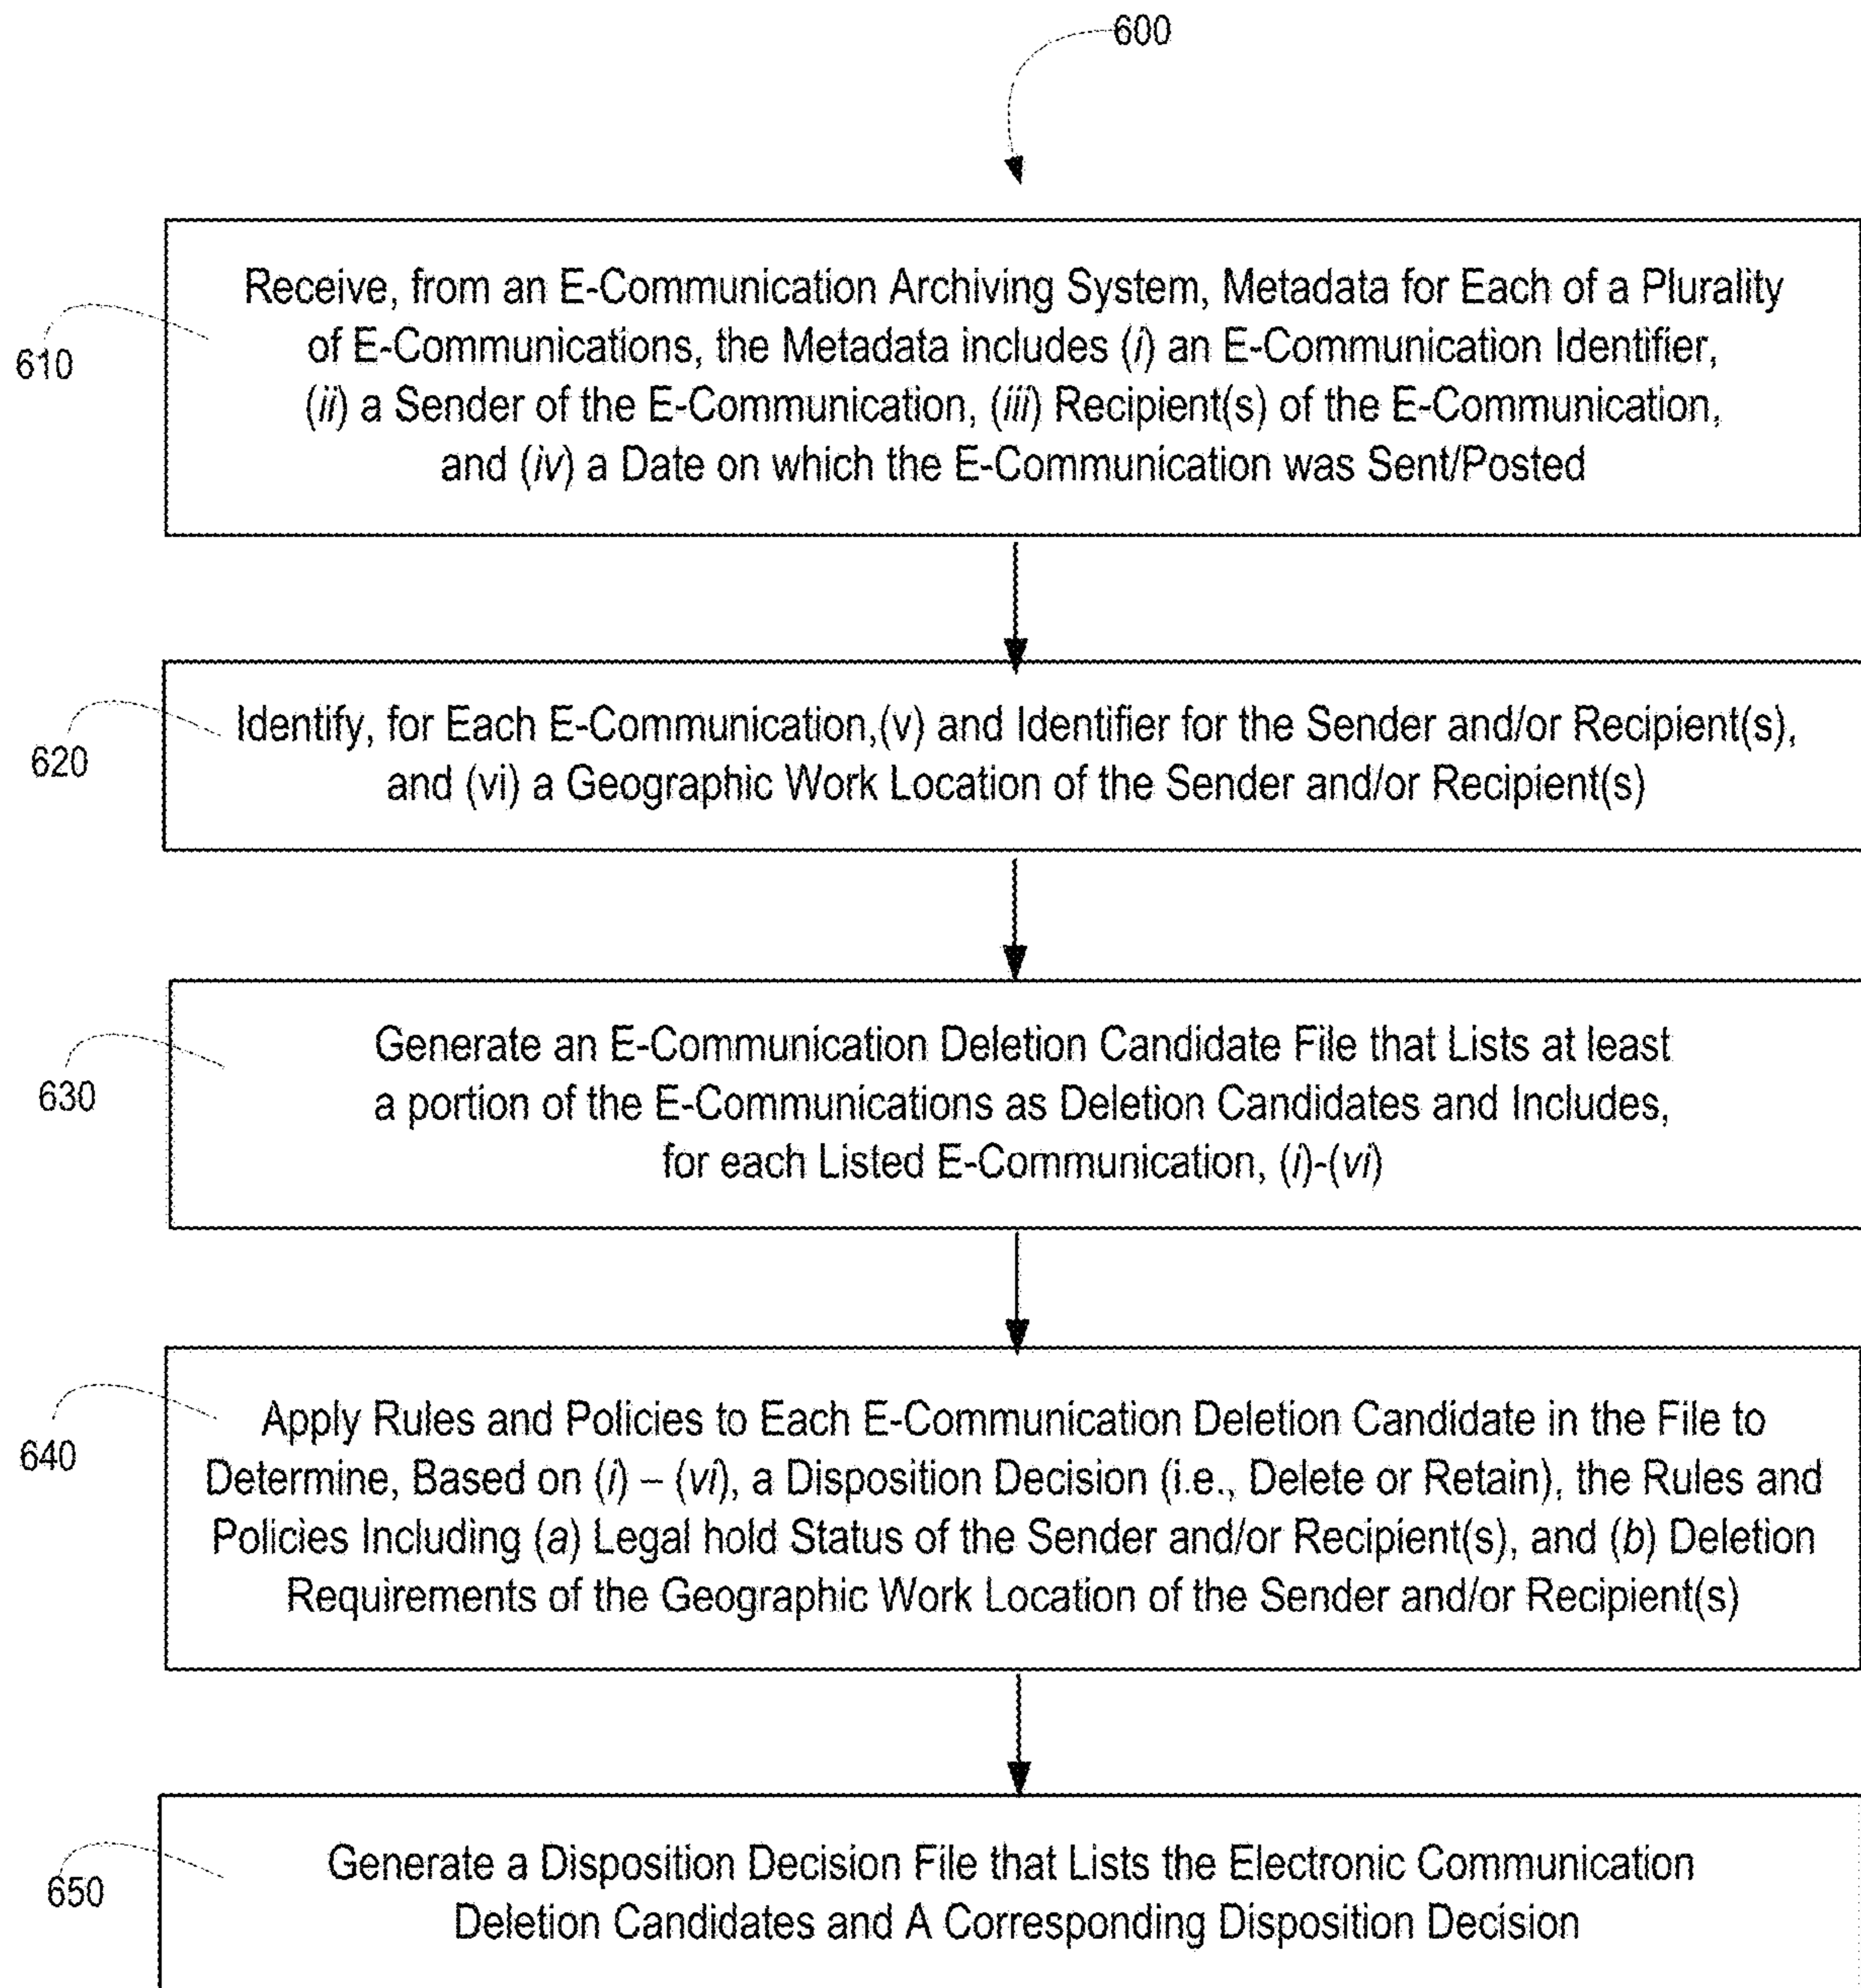 600
Receive, from an E-Communication Archiving System, Metadata for Each of a Plurality
of E-Communications, the Metadata includes (i) an E-Communication Identifier,
(ii) a Sender of the E-Communication, (iii) Recipient(s) of the E-Communication,
and (iv) a Date on which the E-Communication was Sent/Posted
610
Identify, for Each E-Communication,(v) and Identifier for the Sender and/or Recipient(s),
and (vi) a Geographic Work Location of the Sender and/or Recipient(s)
620
Generate an E-Communication Deletion Candidate File that Lists at least
a portion of the E-Communications as Deletion Candidates and Includes,
for each Listed E-Communication, (i)-(vi)
630
Apply Rules and Policies to Each E-Communication Deletion Candidate in the File to
Determine, Based on (i) – (vi), a Disposition Decision (i.e., Delete or Retain), the Rules and
Policies Including (a) Legal hold Status of the Sender and/or Recipient(s), and (b) Deletion
Requirements of the Geographic Work Location of the Sender and/or Recipient(s)
640
Generate a Disposition Decision File that Lists the Electronic Communication
Deletion Candidates and A Corresponding Disposition Decision
650